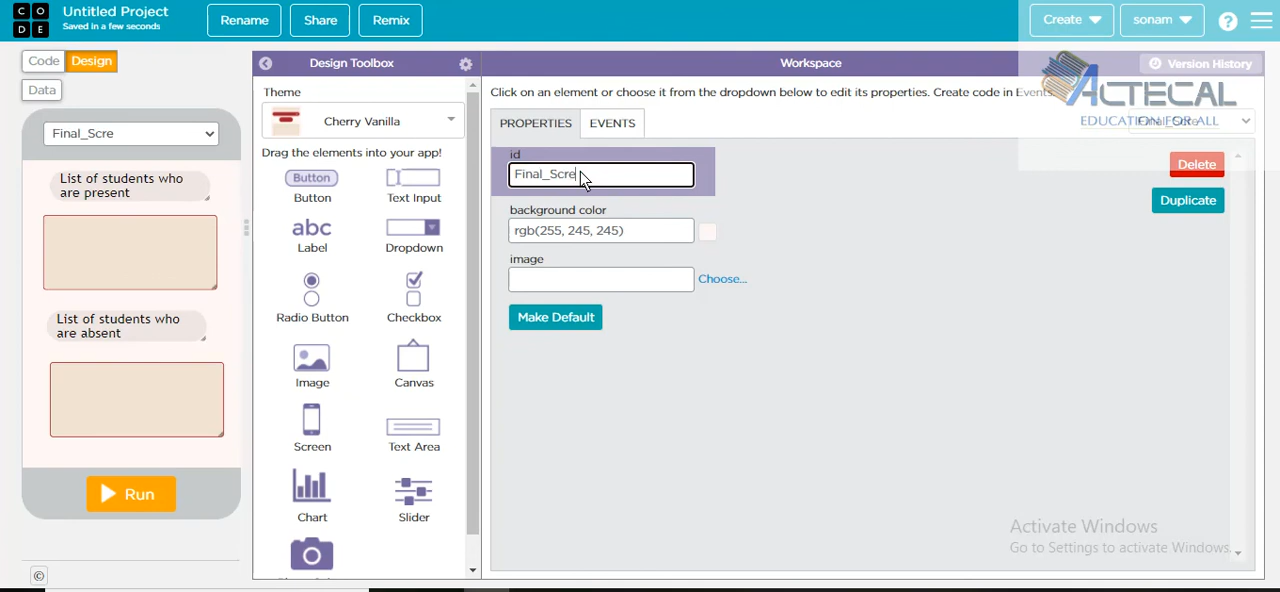 CODE
Untitled Project
Saved in a few seconds
Rename
Share
Remix
Create
sonam
?
Code
Design
Data
Design Toolbox
Workspace
Version History
Theme
Cherry Vanilla
Drag the elements into your app!
Click on an element or choose it from the dropdown below to edit its properties. Create code in Events.
ACTECAL
EDUCATION FOR ALL
PROPERTIES
EVENTS
Final_Scre
List of students who
are present
List of students who
are absent
Run
©
Button
Button
Text Input
abc
Label
Dropdown
Radio Button
Checkbox
Image
Canvas
Screen
Text Area
Chart
Slider
id
Final_Scre
background color
rgb(255, 245, 245)
image
Choose...
Make Default
Delete
Duplicate
Activate Windows
Go to Settings to activate Windows.